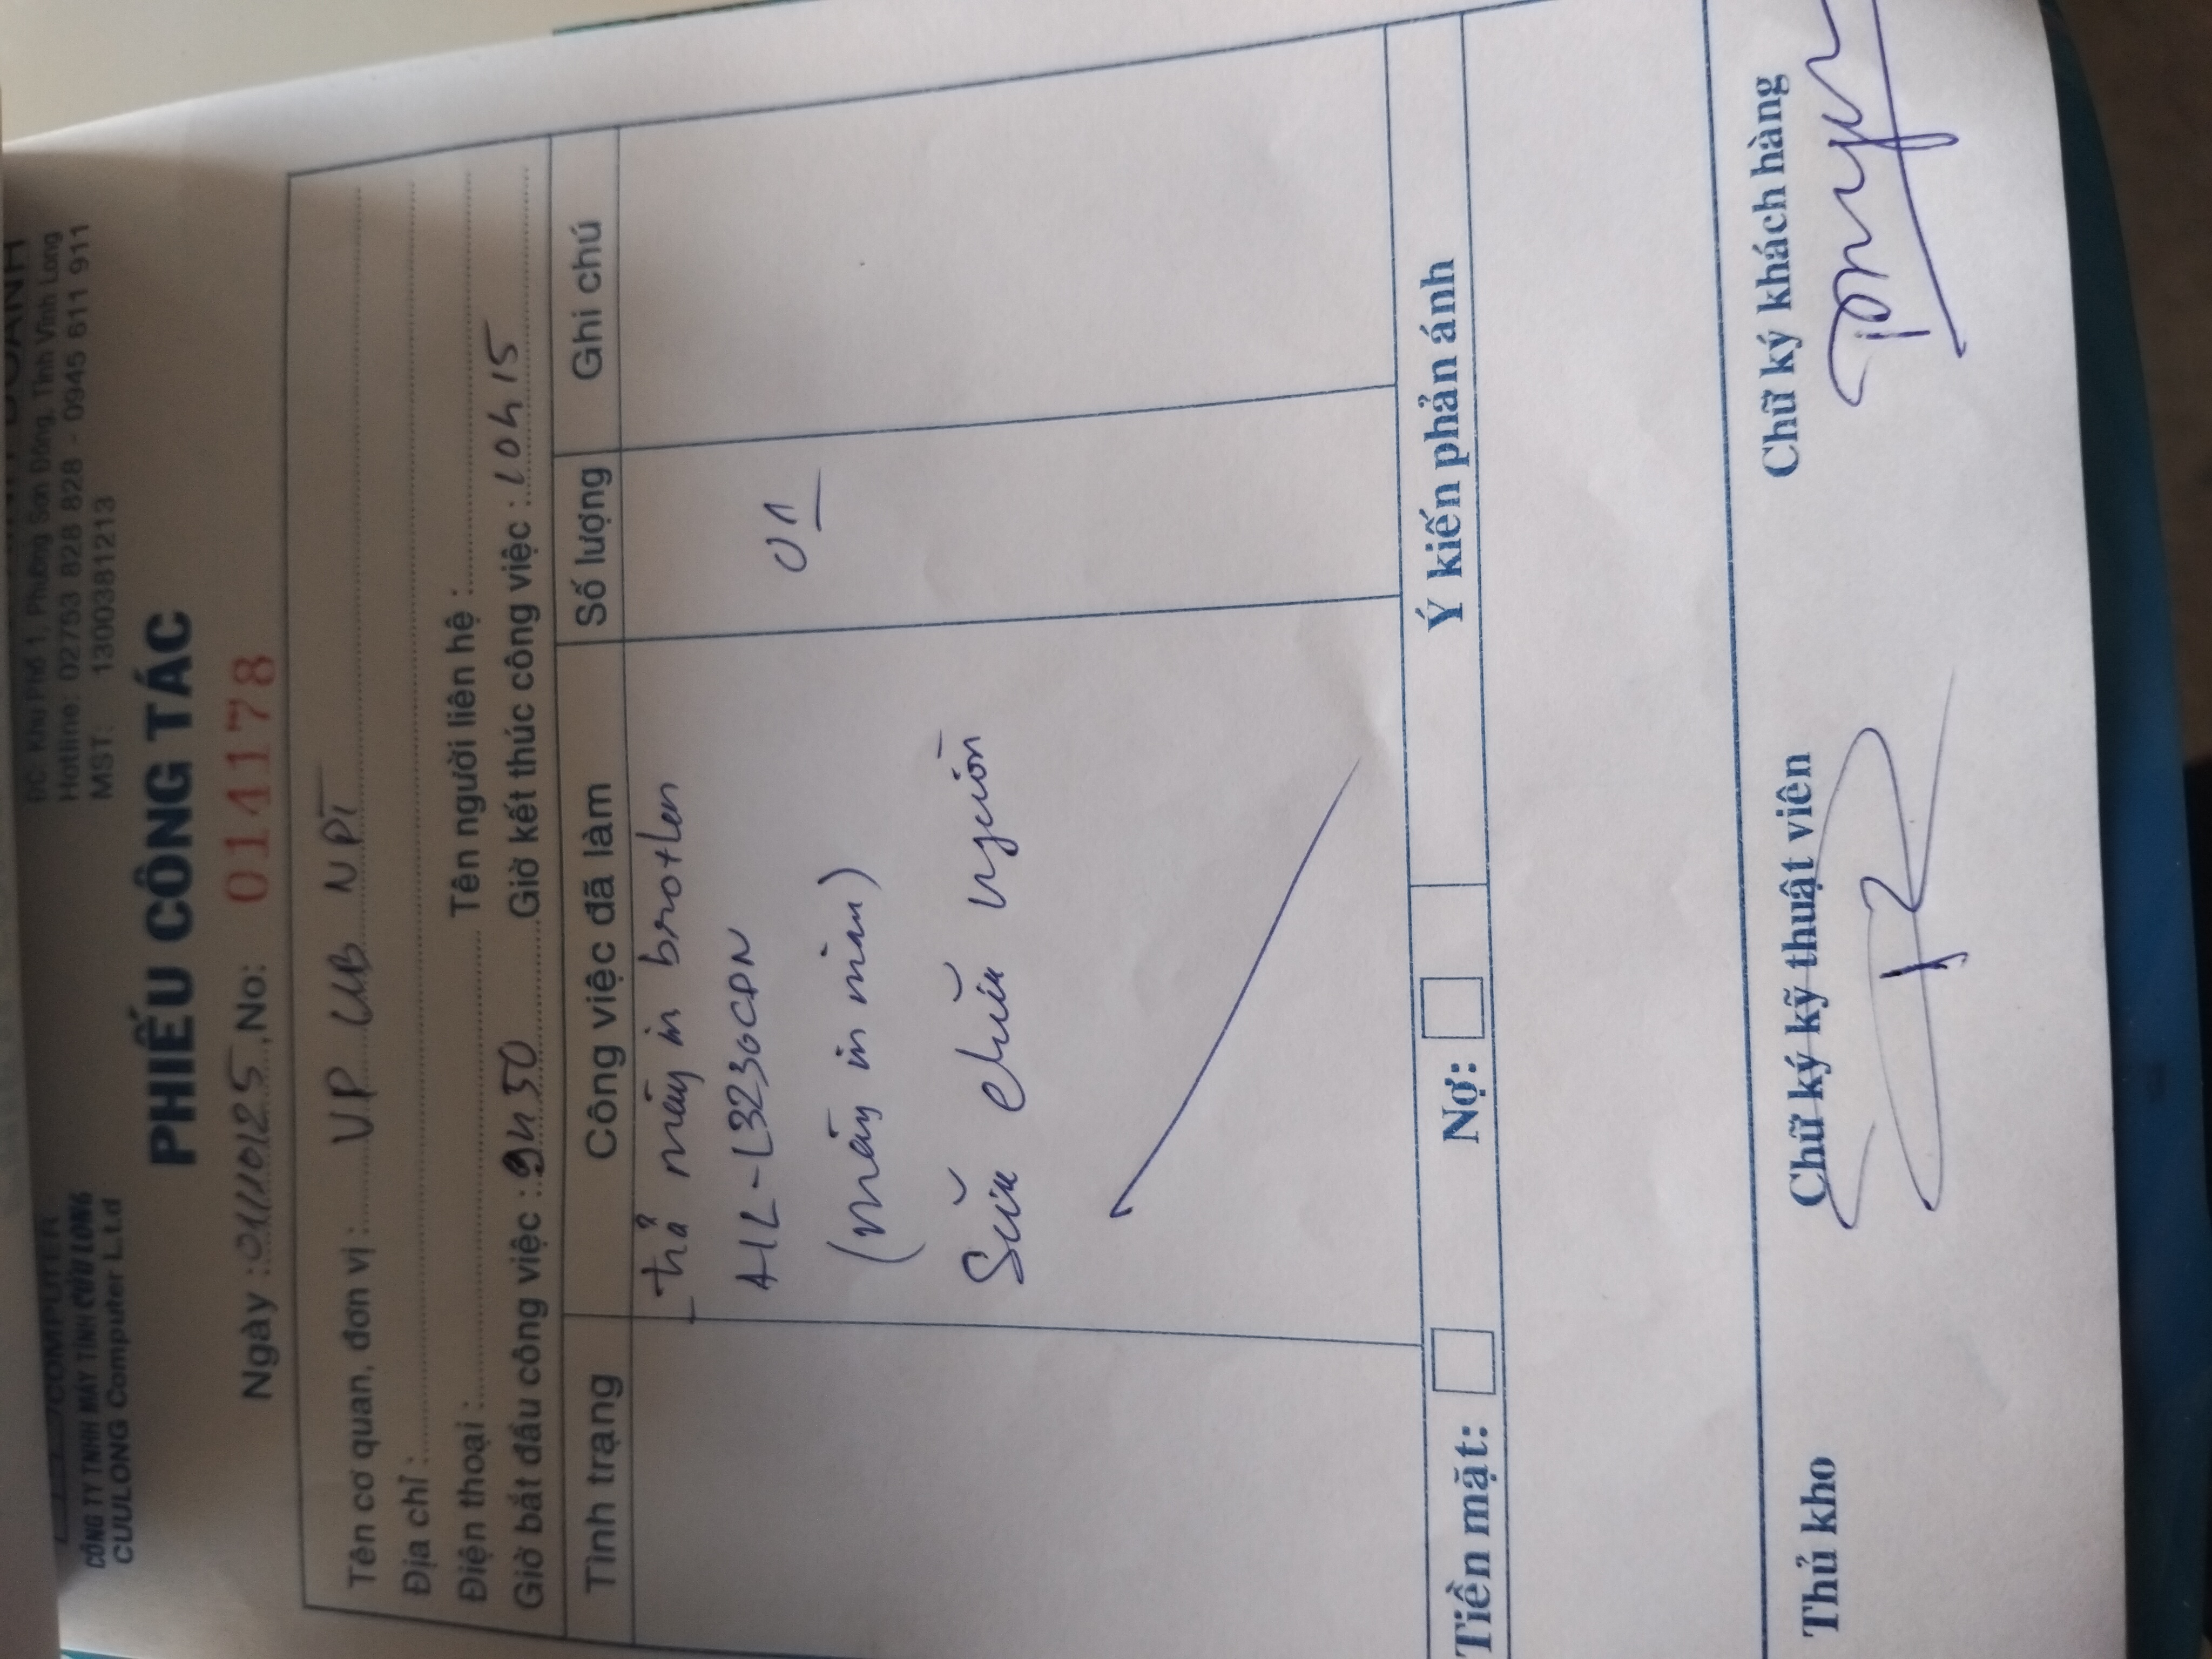 COMPUTER
CÔNG TY TNHH MÁY TÍNH CỬU LONG
CUULONG Computer L.t.d
DOANH
ĐC: Khu Phố 1, Phường Sơn Đông, Tỉnh Vĩnh Long
Hotline: 02753 828 828 - 0945 611 911
MST: 1300381213
PHIẾU CÔNG TÁC
Ngày : 01/10/25 ,No: 014178
Tên cơ quan, đơn vị : VP UB NPT
Địa chỉ :
Điện thoại : Tên người liên hệ :
Giờ bắt đầu công việc : 9h50 Giờ kết thúc công việc : 10h15
Tình trạng Công việc đã làm Số lượng Ghi chú
Trả máy in brother
HL-L3230CDN 01
(máy in màu)
Sửa chữa nguồn
Tiền mặt: Nợ: Ý kiến phản ánh
Thủ kho Chữ ký kỹ thuật viên Chữ ký khách hàng